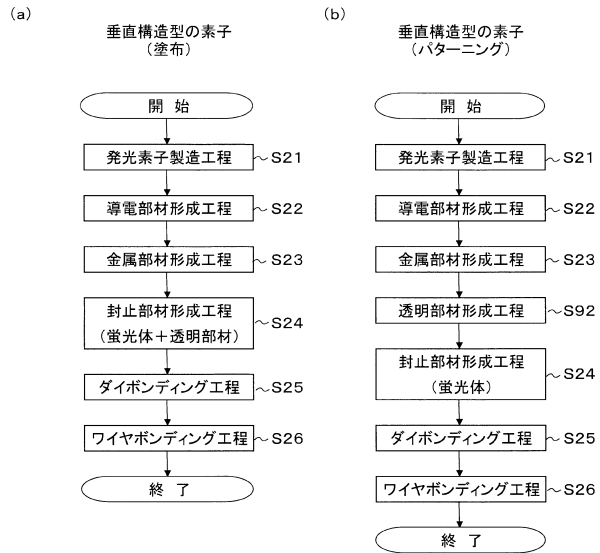 (a)
垂直構造型の素子
(塗布)
開 始
発光素子製造工程 S21
導電部材形成工程 S22
金属部材形成工程 S23
封止部材形成工程
(蛍光体+透明部材) S24
ダイボンディング工程 S25
ワイヤボンディング工程 S26
終 了
(b)
垂直構造型の素子
(パターニング)
開 始
発光素子製造工程 S21
導電部材形成工程 S22
金属部材形成工程 S23
透明部材形成工程 S92
封止部材形成工程
(蛍光体) S24
ダイボンディング工程 S25
ワイヤボンディング工程 S26
終 了